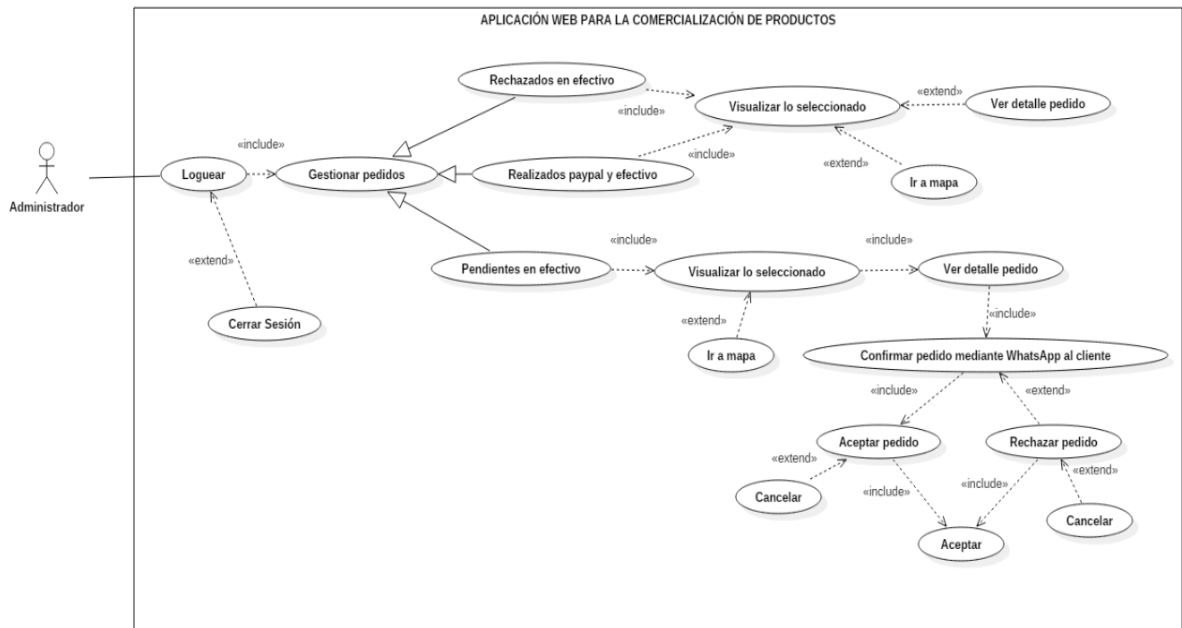 APLICACIÓN WEB PARA LA COMERCIALIZACIÓN DE PRODUCTOS
Rechazados en efectivo
«include»
Visualizar lo seleccionado
«extend»
Ver detalle pedido
«include»
Loguear
«include»
Gestionar pedidos
Realizados paypal y efectivo
«extend»
Ir a mapa
Administrador
«extend»
Cerrar Sesión
Pendientes en efectivo
«include»
Visualizar lo seleccionado
«include»
Ver detalle pedido
«extend»
Ir a mapa
«include»
Confirmar pedido mediante WhatsApp al cliente
«include»
«extend»
Aceptar pedido
Rechazar pedido
«extend»
Cancelar
«include»
«include»
«extend»
Cancelar
Aceptar